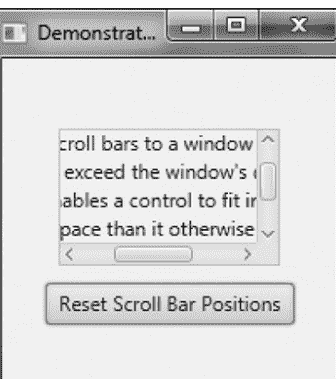 Demonstrat...
croll bars to a window
exceed the window's
ables a control to fit in
pace than it otherwise
Reset Scroll Bar Positions